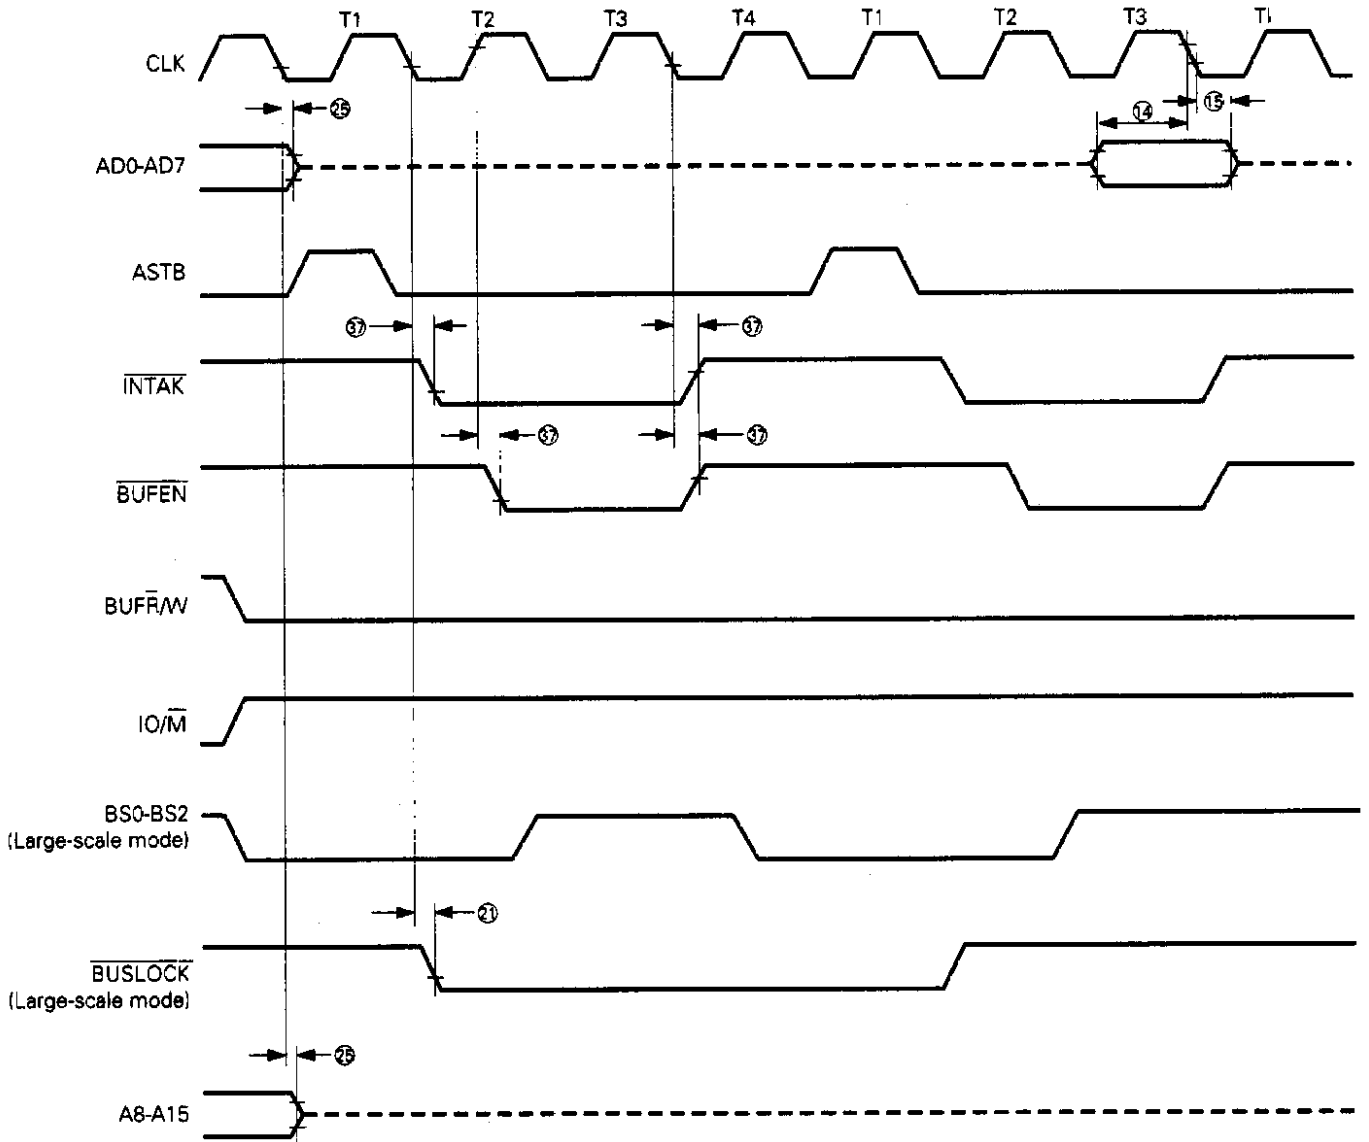 T1 T2 T3 T4 T1 T2 T3 TI
CLK
㉕
⑭ ⑮
AD0-AD7
ASTB
㊲ ㊲
INTAK
㊲ ㊲
BUFEN
BUFR/W
IO/M
BS0-BS2
(Large-scale mode)
㉑
BUSLOCK
(Large-scale mode)
㉕
A8-A15